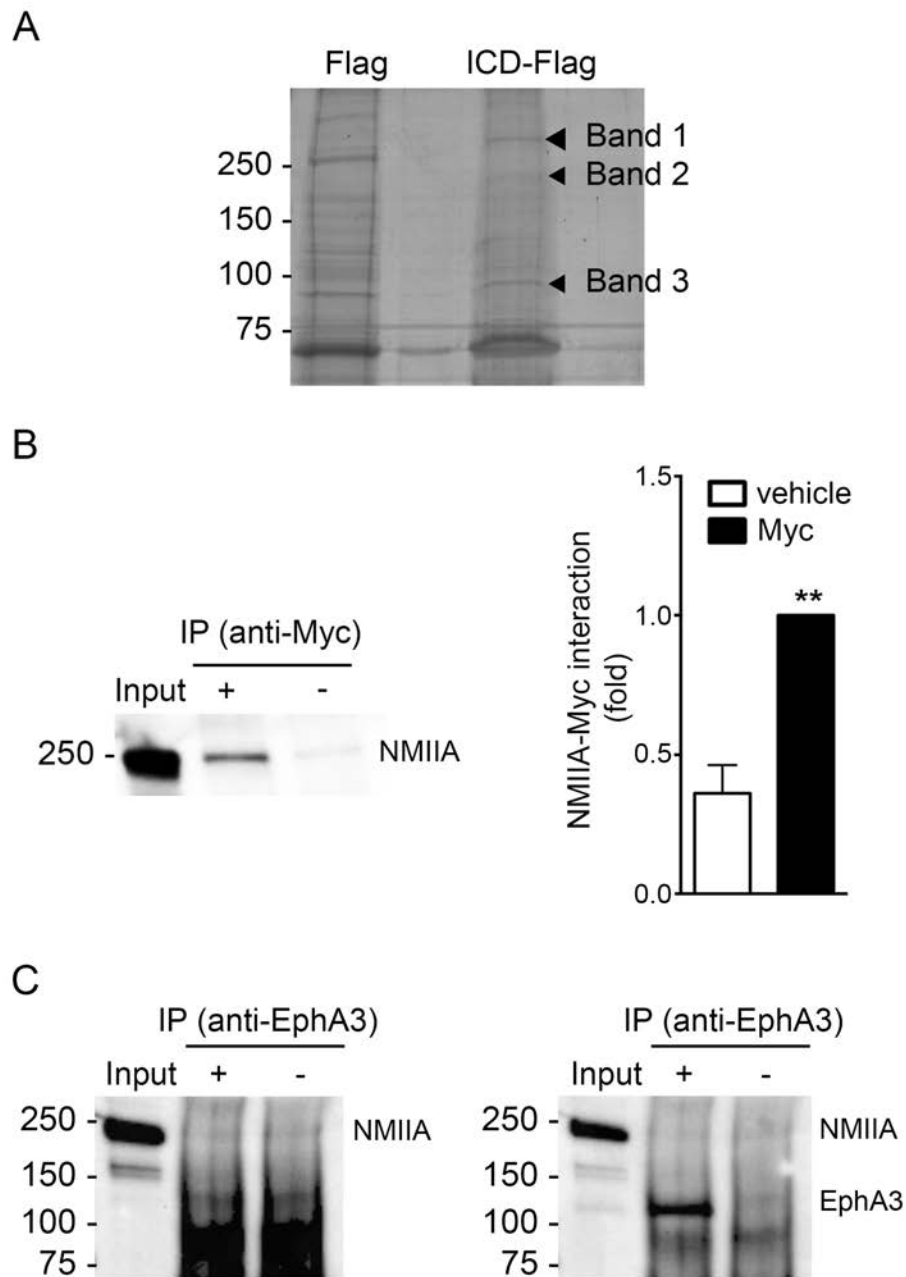 A
Flag ICD-Flag
250 -
150 -
100 -
75 -
Band 1
Band 2
Band 3
B
IP (anti-Myc)
Input + -
250 - NMIIA
NMIIA-Myc interaction
(fold)
1.5
1.0
0.5
0.0
vehicle
Myc
**
C
IP (anti-EphA3)
Input + -
250 - NMIIA
150 -
100 -
75 -
IP (anti-EphA3)
Input + -
250 - NMIIA
150 -
EphA3
100 -
75 -